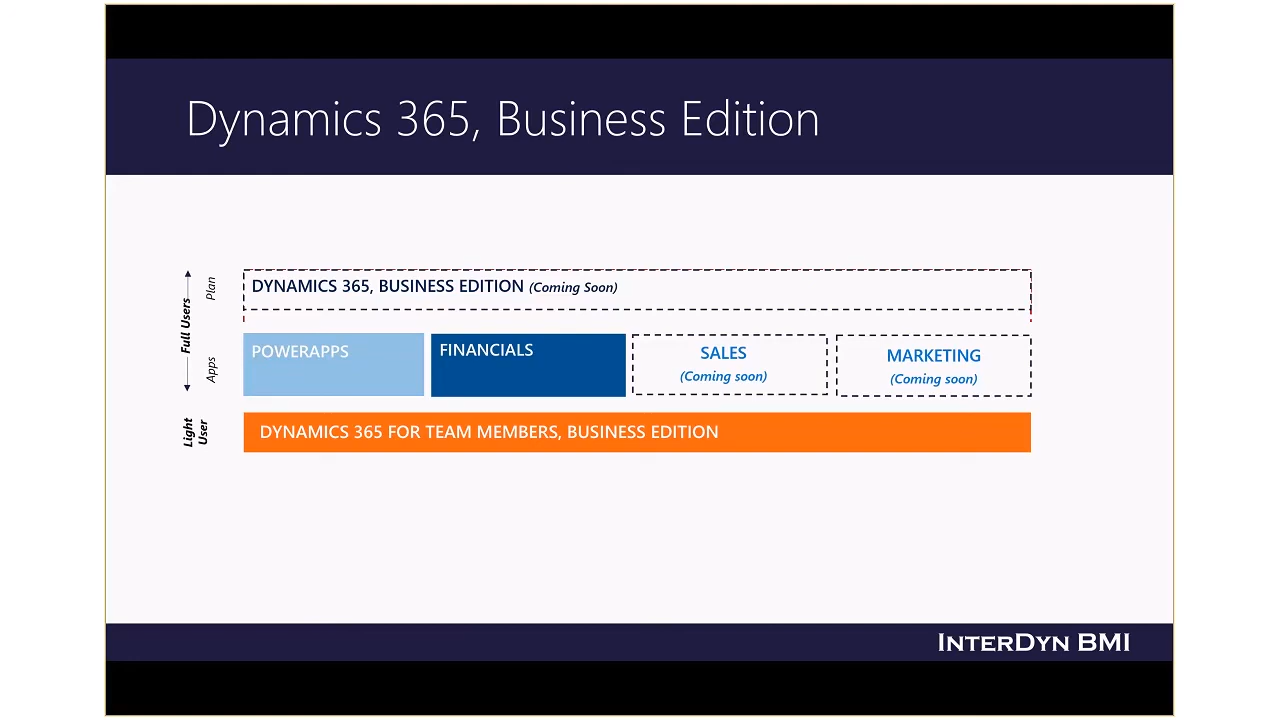 Dynamics 365, Business Edition
Full Users
Plan
DYNAMICS 365, BUSINESS EDITION (Coming Soon)
Apps
POWERAPPS
FINANCIALS
SALES
(Coming soon)
MARKETING
(Coming soon)
Light
User
DYNAMICS 365 FOR TEAM MEMBERS, BUSINESS EDITION
INTERDYN BMI